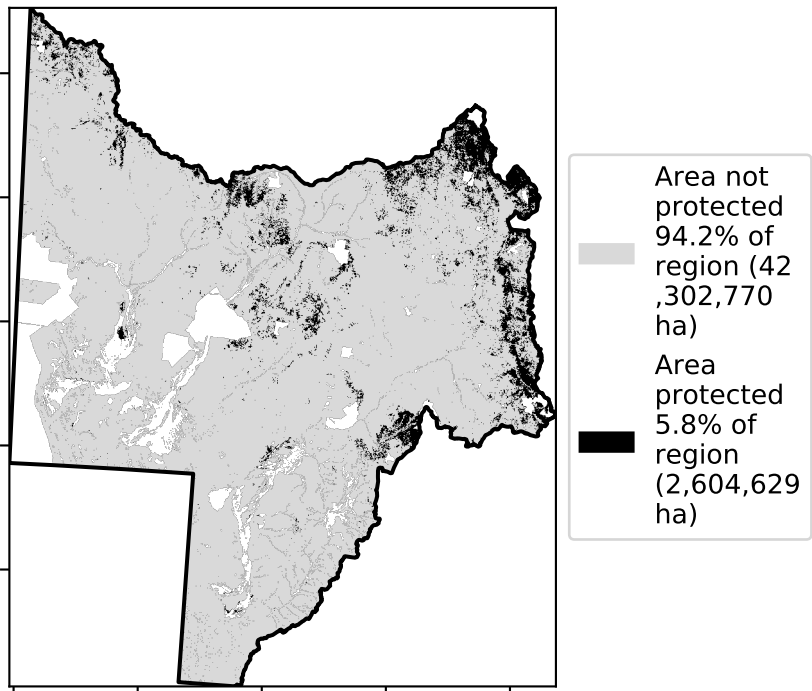 Area not
protected
94.2% of
region (42
,302,770
ha)
Area
protected
5.8% of
region
(2,604,629
ha)